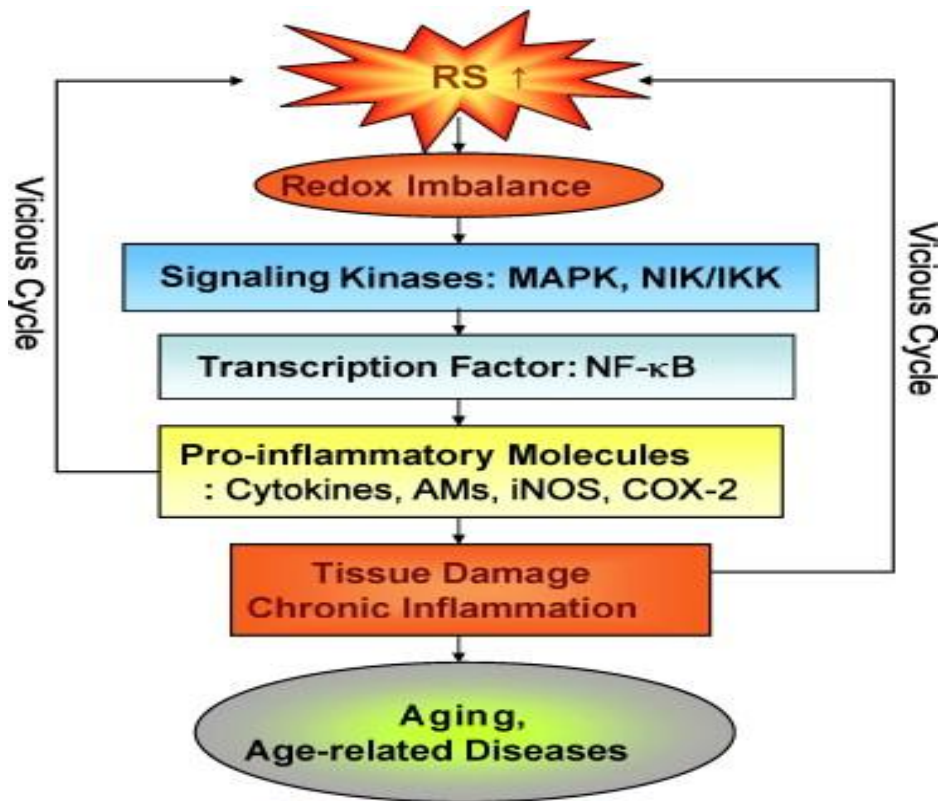 RS ↑
Redox Imbalance
Signaling Kinases: MAPK, NIK/IKK
Transcription Factor: NF-κB
Pro-inflammatory Molecules
: Cytokines, AMs, iNOS, COX-2
Tissue Damage
Chronic Inflammation
Aging,
Age-related Diseases
Vicious Cycle
Vicious Cycle